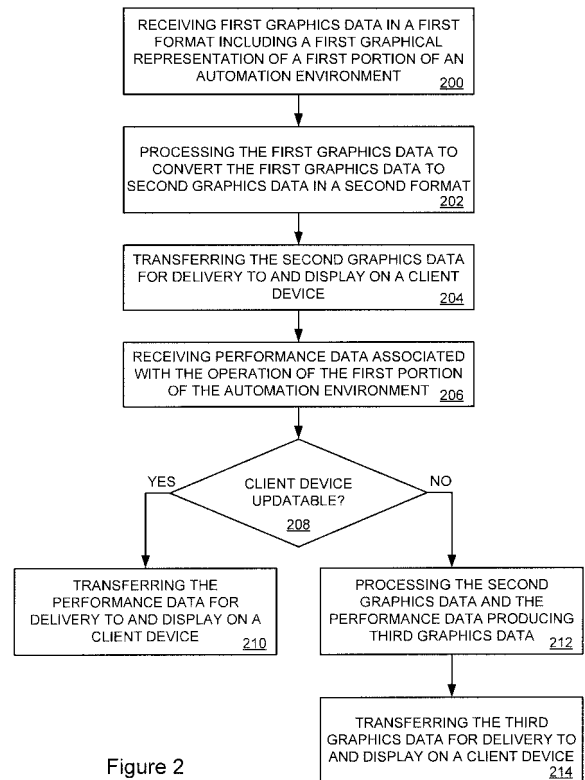 RECEIVING FIRST GRAPHICS DATA IN A FIRST
FORMAT INCLUDING A FIRST GRAPHICAL
REPRESENTATION OF A FIRST PORTION OF AN
AUTOMATION ENVIRONMENT
200
PROCESSING THE FIRST GRAPHICS DATA TO
CONVERT THE FIRST GRAPHICS DATA TO
SECOND GRAPHICS DATA IN A SECOND FORMAT
202
TRANSFERRING THE SECOND GRAPHICS DATA
FOR DELIVERY TO AND DISPLAY ON A CLIENT
DEVICE
204
RECEIVING PERFORMANCE DATA ASSOCIATED
WITH THE OPERATION OF THE FIRST PORTION
OF THE AUTOMATION ENVIRONMENT
206
YES
CLIENT DEVICE
UPDATABLE?
208
NO
TRANSFERRING THE
PERFORMANCE DATA FOR
DELIVERY TO AND DISPLAY ON A
CLIENT DEVICE
210
PROCESSING THE SECOND
GRAPHICS DATA AND THE
PERFORMANCE DATA PRODUCING
THIRD GRAPHICS DATA
212
TRANSFERRING THE THIRD
GRAPHICS DATA FOR DELIVERY TO
AND DISPLAY ON A CLIENT DEVICE
214
Figure 2